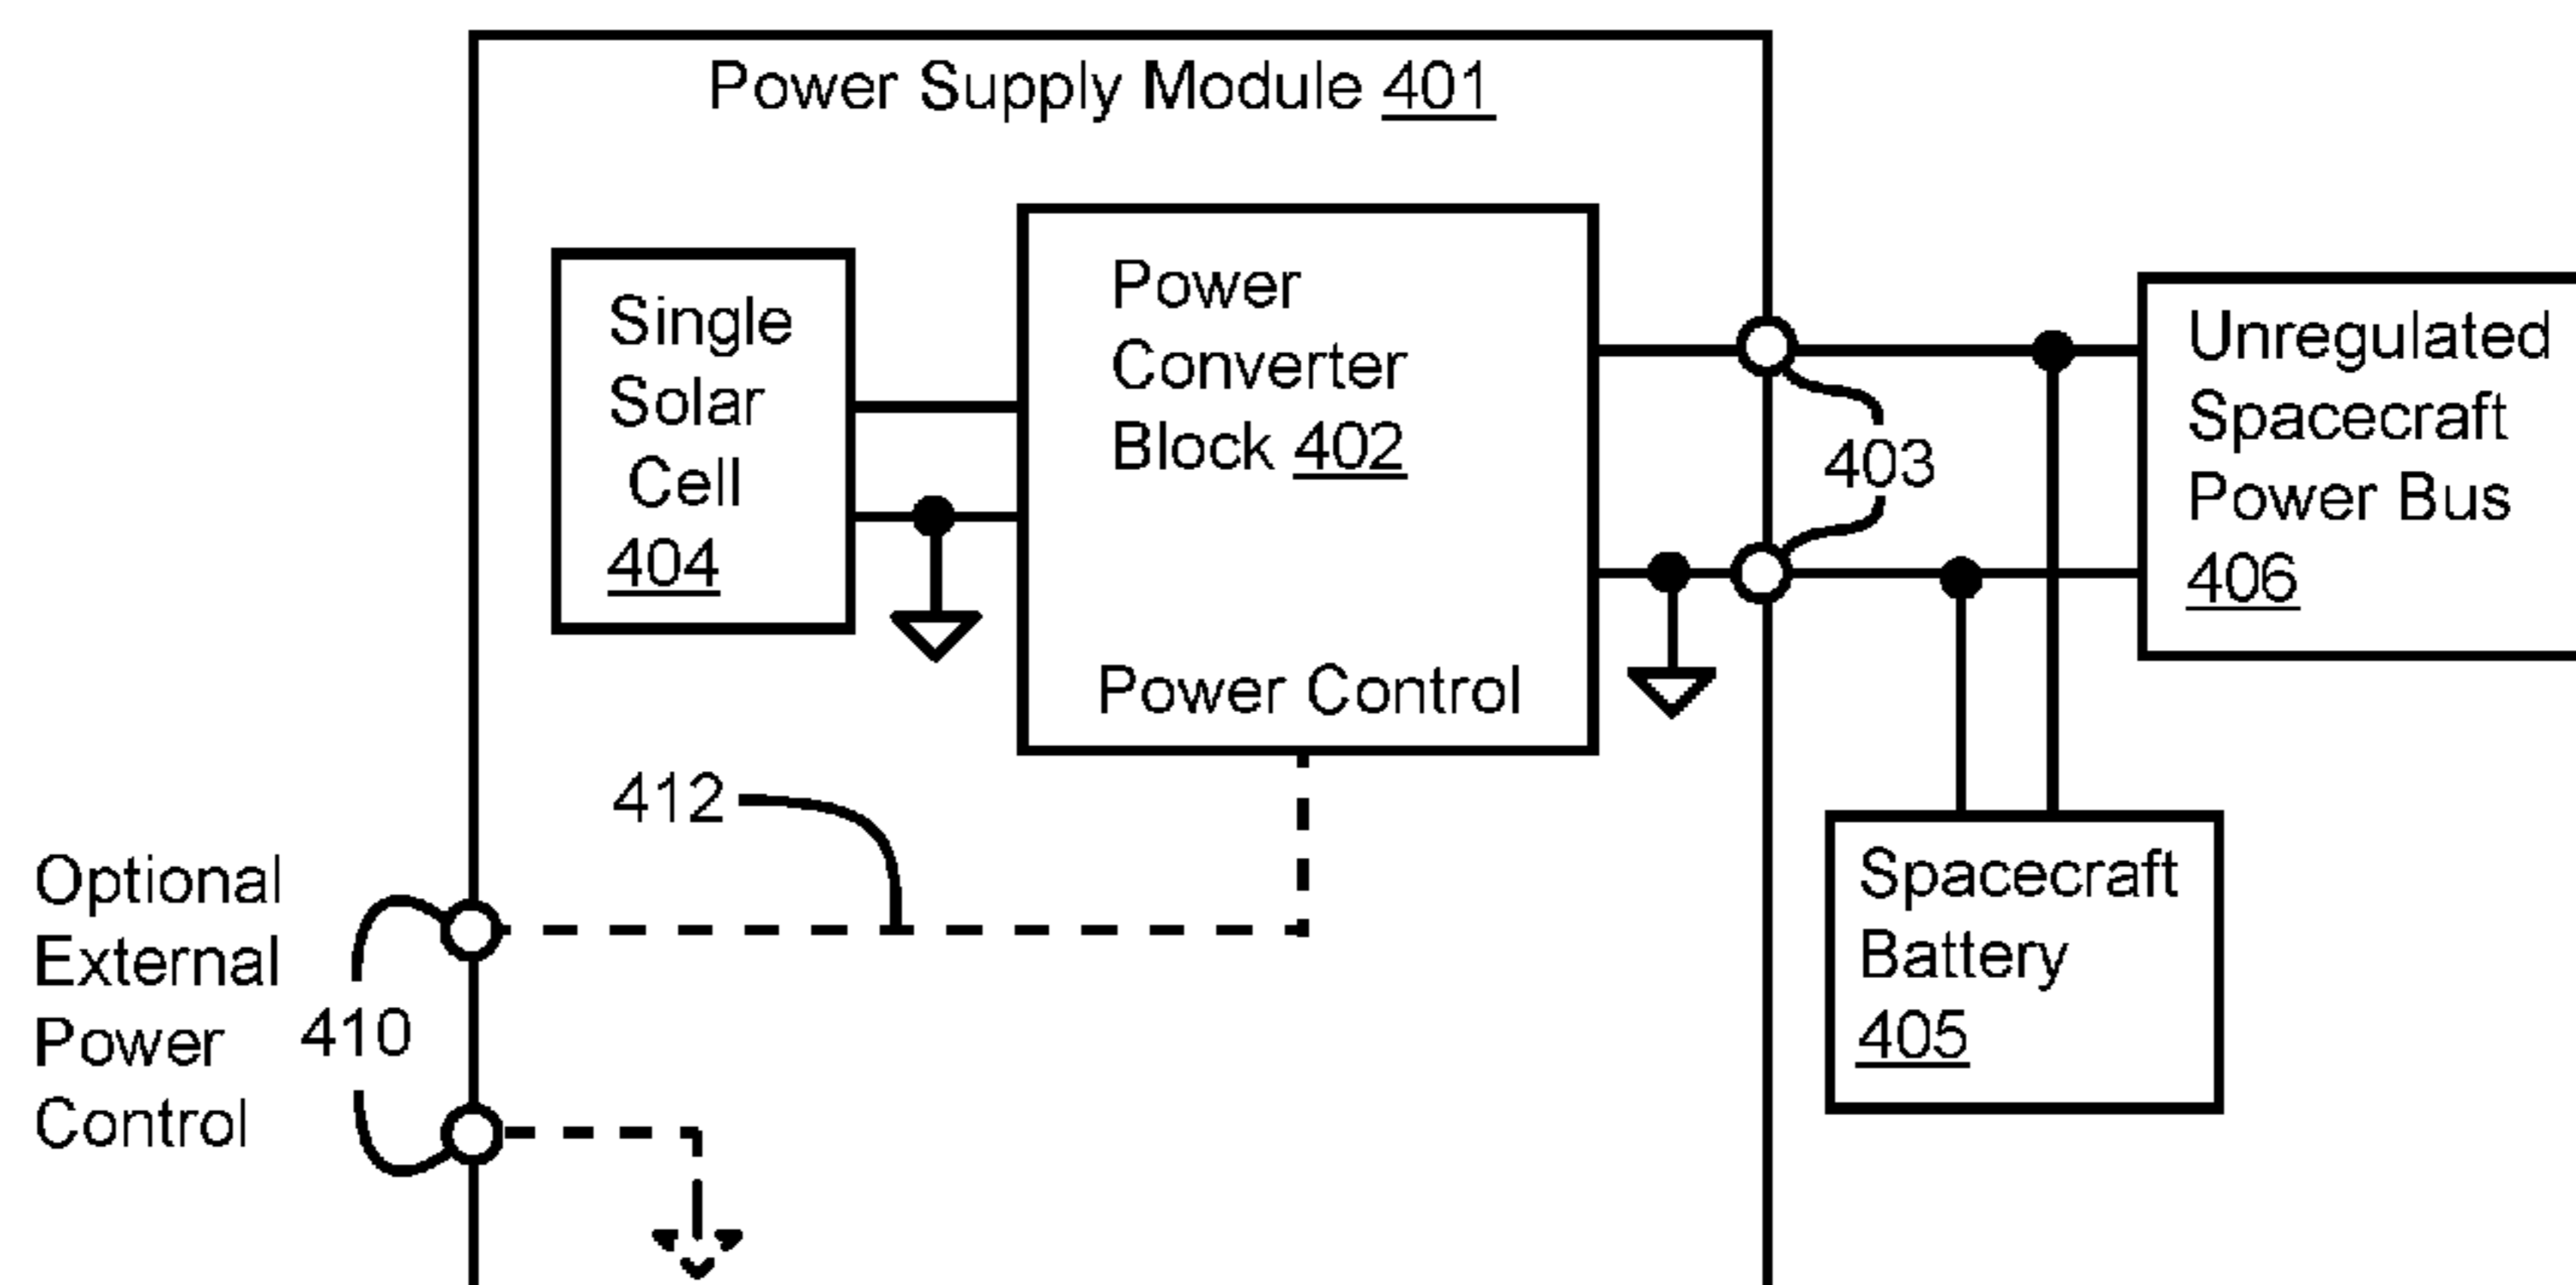 Power Supply Module 401
Single
Solar
Cell
404
Power
Converter
Block 402
Power Control
403
Unregulated
Spacecraft
Power Bus
406
412
Optional
External
Power
Control
410
Spacecraft
Battery
405